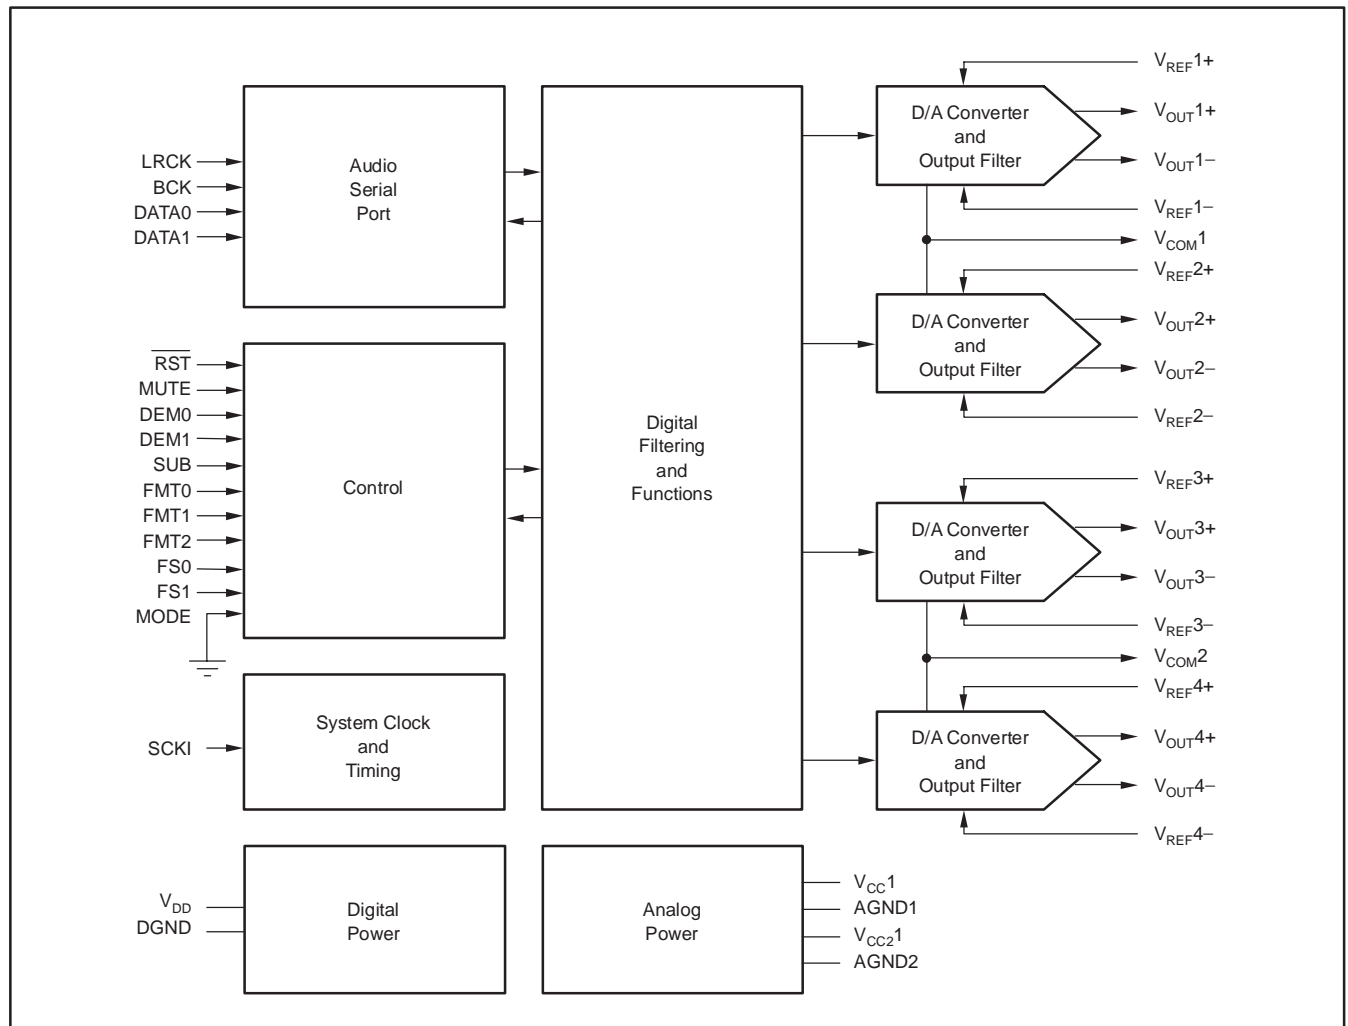 LRCK
BCK
DATA0
DATA1
Audio
Serial
Port
RST
MUTE
DEM0
DEM1
SUB
FMT0
FMT1
FMT2
FS0
FS1
MODE
Control
SCKI
System Clock
and
Timing
VDD
DGND
Digital
Power
Digital
Filtering
and
Functions
Analog
Power
VCC1
AGND1
VCC21
AGND2
D/A Converter
and
Output Filter
VREF1+
VOUT1+
VOUT1−
VREF1−
VCOM1
VREF2+
D/A Converter
and
Output Filter
VOUT2+
VOUT2−
VREF2−
VREF3+
D/A Converter
and
Output Filter
VOUT3+
VOUT3−
VREF3−
VCOM2
VREF4+
D/A Converter
and
Output Filter
VOUT4+
VOUT4−
VREF4−